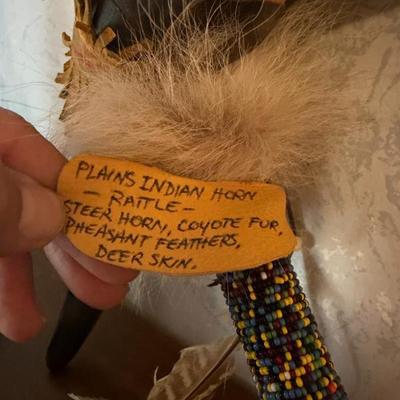 PLAINS INDIAN HORN
- RATTLE -
STEER HORN, COYOTE FUR,
PHEASANT FEATHERS,
DEER SKIN.